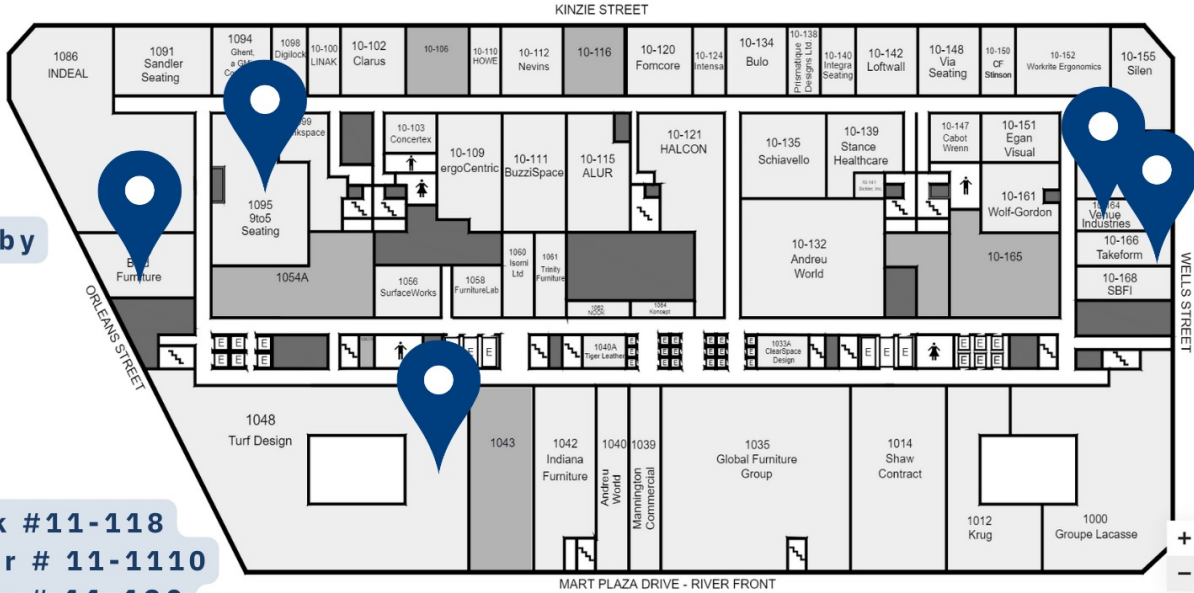 KINZIE STREET
1086
INDEAL
1091
Sandler
Seating
1094
Ghent,
1098
Digilock
10-100
LINAK
10-102
Clarus
10-106
10-110
HOWE
10-112
Nevins
10-116
10-120
Fomcore
10-124
Intensa
10-134
Bulo
10-138
Prismatique
Designs Ltd
10-140
Integra
Seating
10-142
Loftwall
10-148
Via
Seating
10-150
CF
Stinson
10-152
Workrite Ergonomics
10-155
Silen
10-103
Concertex
10-109
ergoCentric
10-111
BuzziSpace
10-115
ALUR
10-121
HALCON
10-135
Schiavello
10-139
Stance
Healthcare
10-147
Cabot
Wrenn
10-151
Egan
Visual
10-161
Wolf-Gordon
1095
9to5
Seating
by
Furniture
1054A
1056
SurfaceWorks
1058
FurnitureLab
1060
Isomi
Ltd
1061
Trinity
Furniture
10-132
Andreu
World
10-165
Venue
Industries
10-166
Takeform
10-168
SBFI
ORLEANS STREET
WELLS STREET
1040A
Tiger Leather
1033A
ClearSpace
Design
1048
Turf Design
1043
1042
Indiana
Furniture
1040
Andreu
World
1039
Mannington
Commercial
1035
Global Furniture
Group
1014
Shaw
Contract
1012
Krug
1000
Groupe Lacasse
#11-118
# 11-1110
MART PLAZA DRIVE - RIVER FRONT
+
−